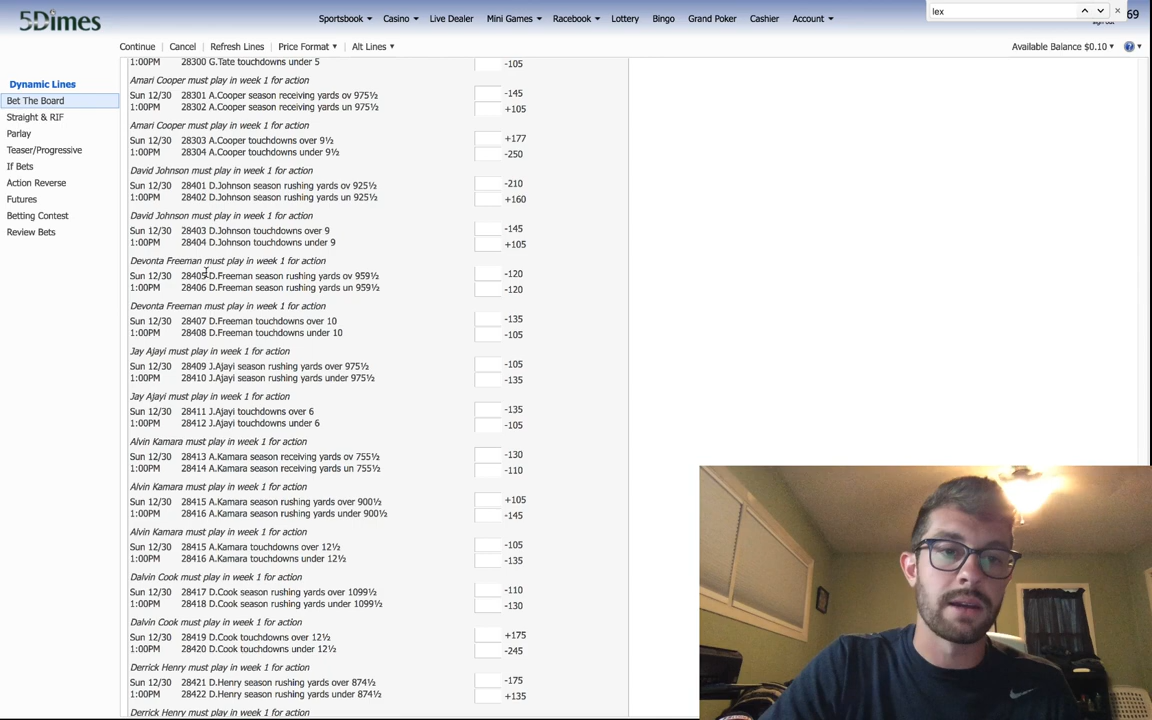 5Dimes
Sportsbook
Casino
Live Dealer
Mini Games
Racebook
Lottery
Bingo
Grand Poker
Cashier
Account
lex
69
Continue
Cancel
Refresh Lines
Price Format
Alt Lines
Available Balance $0.10
?
Dynamic Lines
Bet The Board
Straight & RIF
Parlay
Teaser/Progressive
If Bets
Action Reverse
Futures
Betting Contest
Review Bets
1:00PM 28300 G.Tate touchdowns under 5 -105
Amari Cooper must play in week 1 for action
Sun 12/30 28301 A.Cooper season receiving yards ov 975½ -145
1:00PM 28302 A.Cooper season receiving yards un 975½ +105
Amari Cooper must play in week 1 for action
Sun 12/30 28303 A.Cooper touchdowns over 9½ +177
1:00PM 28304 A.Cooper touchdowns under 9½ -250
David Johnson must play in week 1 for action
Sun 12/30 28401 D.Johnson season rushing yards ov 925½ -210
1:00PM 28402 D.Johnson season rushing yards un 925½ +160
David Johnson must play in week 1 for action
Sun 12/30 28403 D.Johnson touchdowns over 9 -145
1:00PM 28404 D.Johnson touchdowns under 9 +105
Devonta Freeman must play in week 1 for action
Sun 12/30 28405 D.Freeman season rushing yards ov 959½ -120
1:00PM 28406 D.Freeman season rushing yards un 959½ -120
Devonta Freeman must play in week 1 for action
Sun 12/30 28407 D.Freeman touchdowns over 10 -135
1:00PM 28408 D.Freeman touchdowns under 10 -105
Jay Ajayi must play in week 1 for action
Sun 12/30 28409 J.Ajayi season rushing yards over 975½ -105
1:00PM 28410 J.Ajayi season rushing yards under 975½ -135
Jay Ajayi must play in week 1 for action
Sun 12/30 28411 J.Ajayi touchdowns over 6 -135
1:00PM 28412 J.Ajayi touchdowns under 6 -105
Alvin Kamara must play in week 1 for action
Sun 12/30 28413 A.Kamara season receiving yards ov 755½ -130
1:00PM 28414 A.Kamara season receiving yards un 755½ -110
Alvin Kamara must play in week 1 for action
Sun 12/30 28415 A.Kamara season rushing yards over 900½ +105
1:00PM 28416 A.Kamara season rushing yards under 900½ -145
Alvin Kamara must play in week 1 for action
Sun 12/30 28415 A.Kamara touchdowns over 12½ -105
1:00PM 28416 A.Kamara touchdowns under 12½ -135
Dalvin Cook must play in week 1 for action
Sun 12/30 28417 D.Cook season rushing yards over 1099½ -110
1:00PM 28418 D.Cook season rushing yards under 1099½ -130
Dalvin Cook must play in week 1 for action
Sun 12/30 28419 D.Cook touchdowns over 12½ +175
1:00PM 28420 D.Cook touchdowns under 12½ -245
Derrick Henry must play in week 1 for action
Sun 12/30 28421 D.Henry season rushing yards over 874½ -175
1:00PM 28422 D.Henry season rushing yards under 874½ +135
Derrick Henry must play in week 1 for action